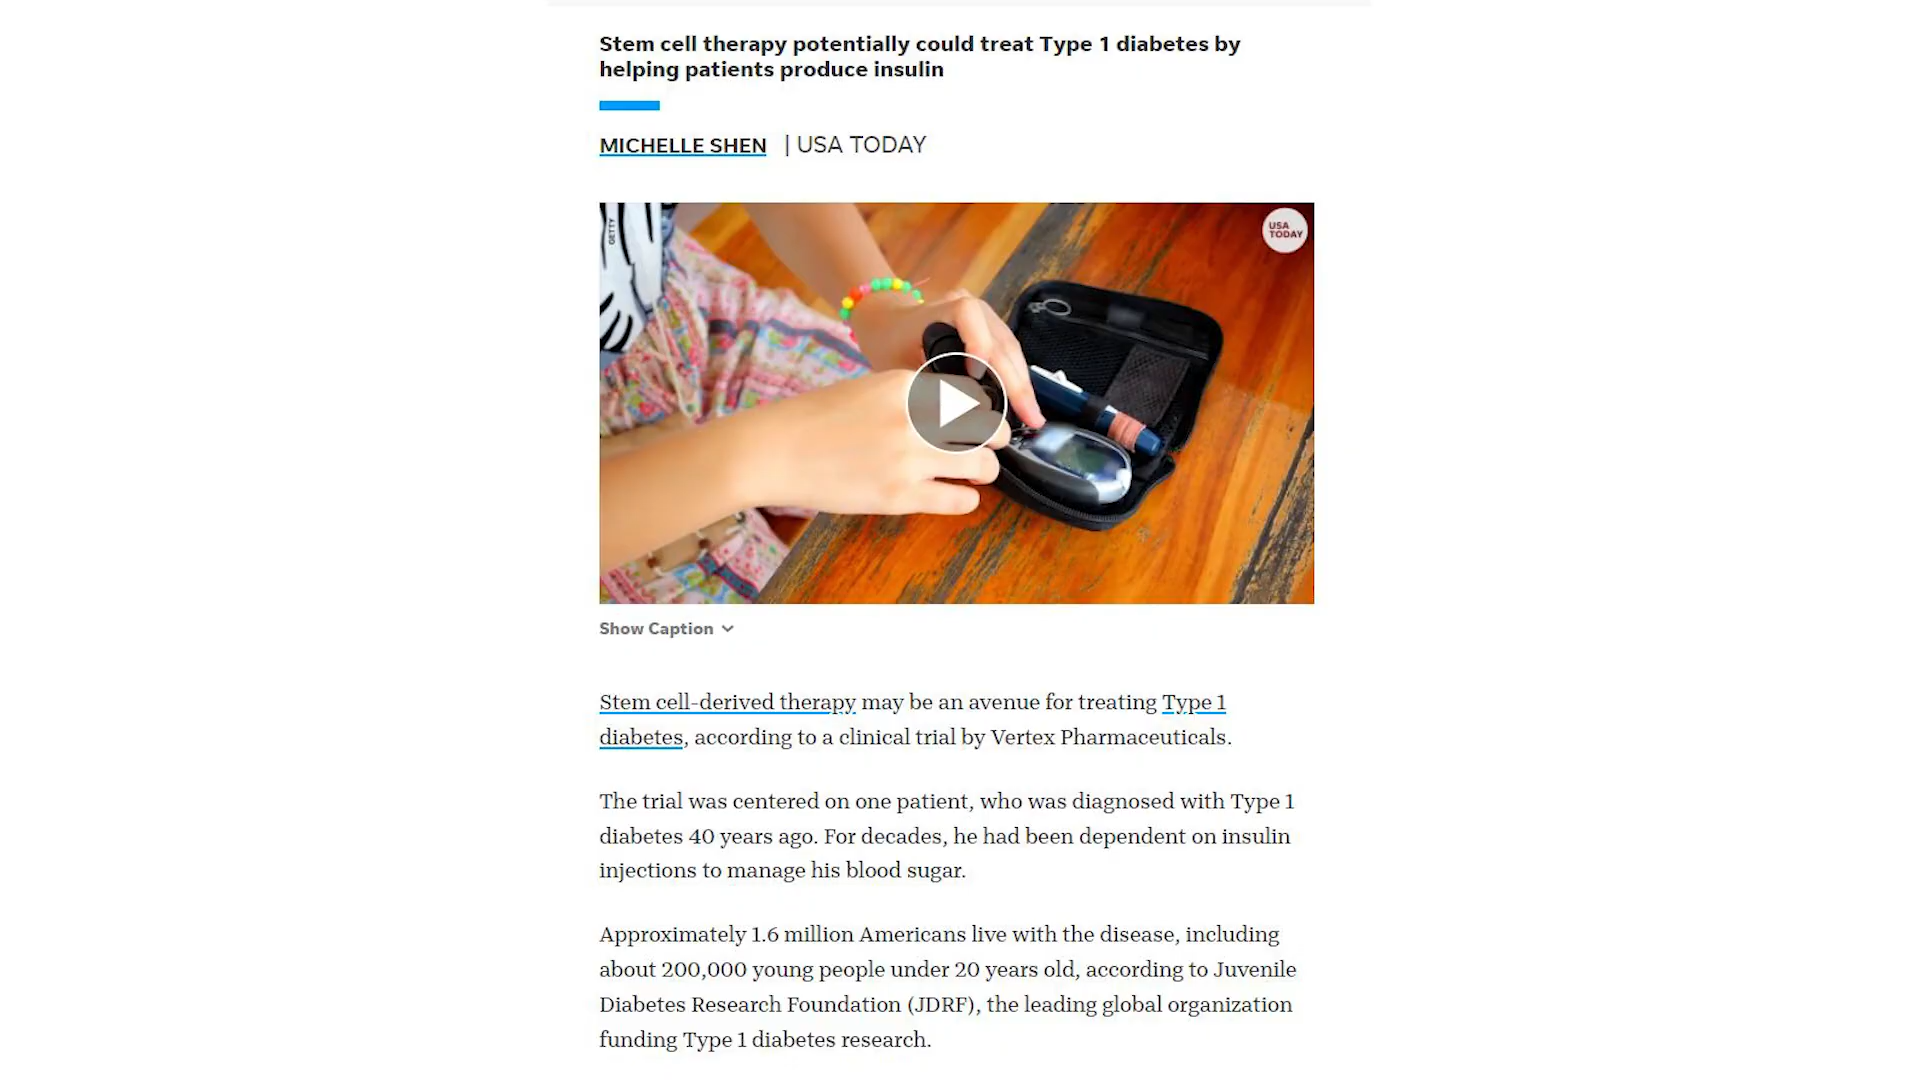 Stem cell therapy potentially could treat Type 1 diabetes by
helping patients produce insulin
MICHELLE SHEN | USA TODAY
GETTY
USA
TODAY
Show Caption
Stem cell-derived therapy may be an avenue for treating Type 1
diabetes, according to a clinical trial by Vertex Pharmaceuticals.
The trial was centered on one patient, who was diagnosed with Type 1
diabetes 40 years ago. For decades, he had been dependent on insulin
injections to manage his blood sugar.
Approximately 1.6 million Americans live with the disease, including
about 200,000 young people under 20 years old, according to Juvenile
Diabetes Research Foundation (JDRF), the leading global organization
funding Type 1 diabetes research.